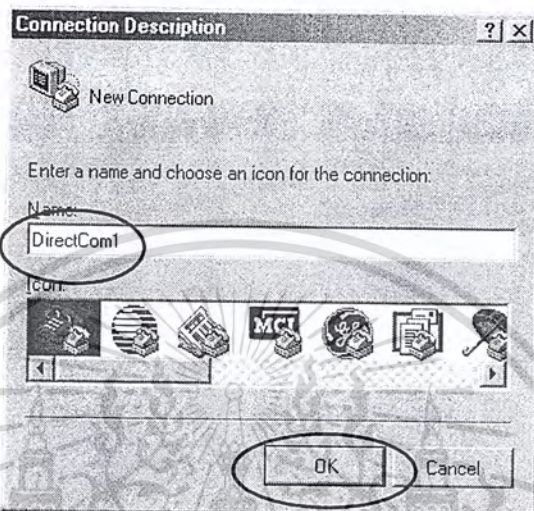 Connection Description
New Connection
Enter a name and choose an icon for the connection:
Name:
DirectCom1
Icon:
MCI
OK
Cancel